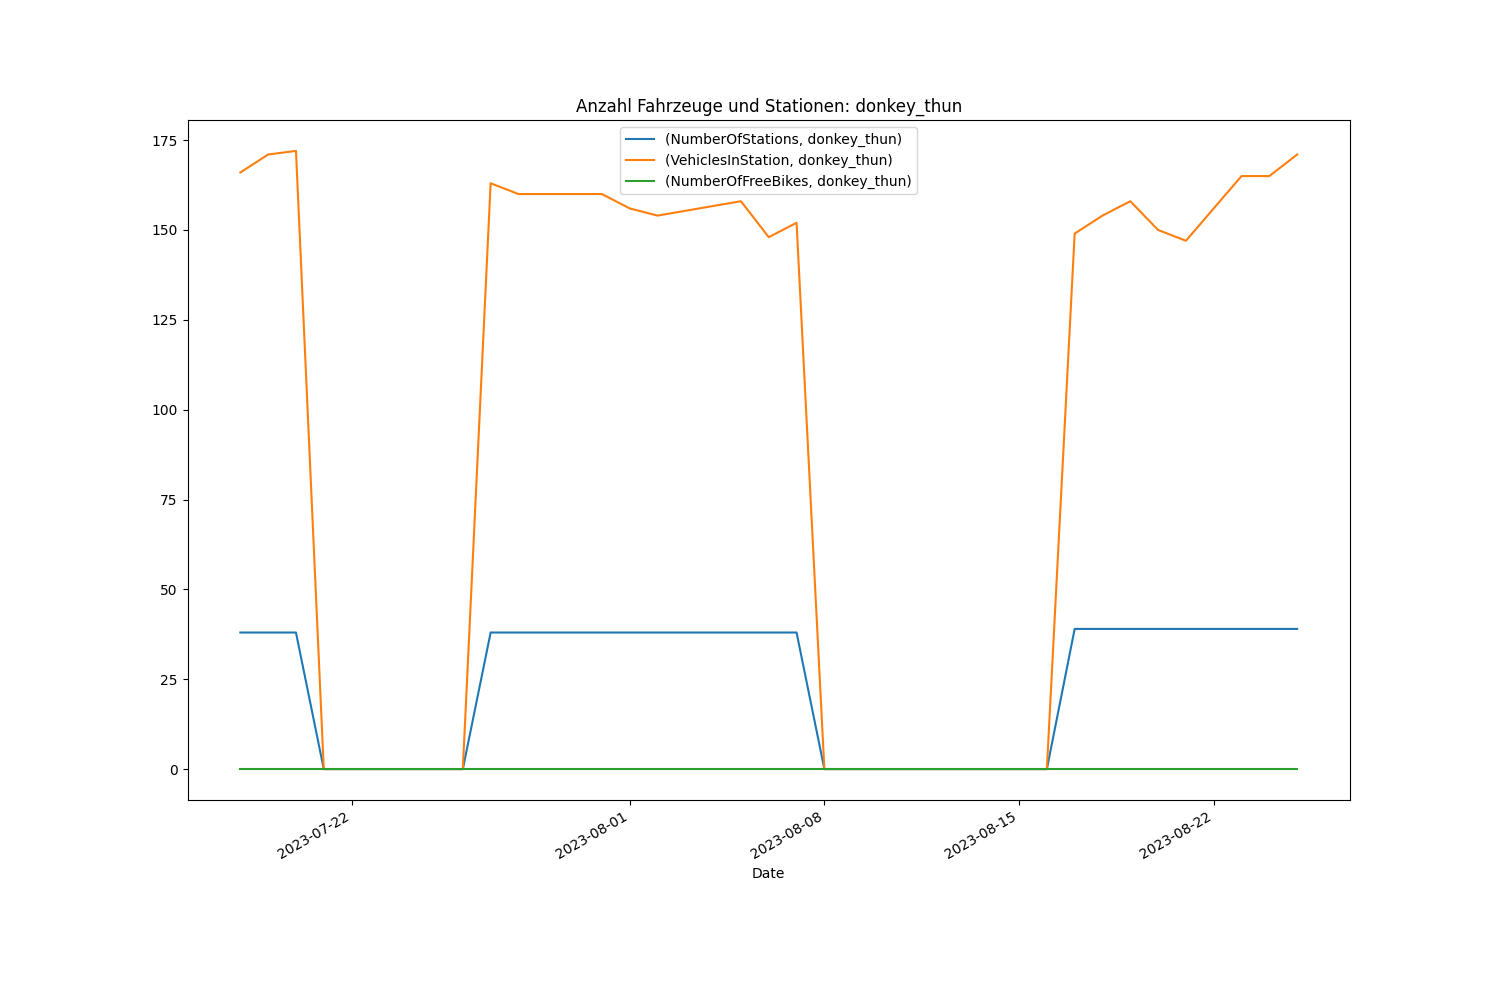 Anzahl Fahrzeuge und Stationen: donkey_thun
(NumberOfStations, donkey_thun)
(VehiclesInStation, donkey_thun)
(NumberOfFreeBikes, donkey_thun)
175
150
125
100
75
50
25
0
2023-07-22
2023-08-01
2023-08-08
2023-08-15
2023-08-22
Date